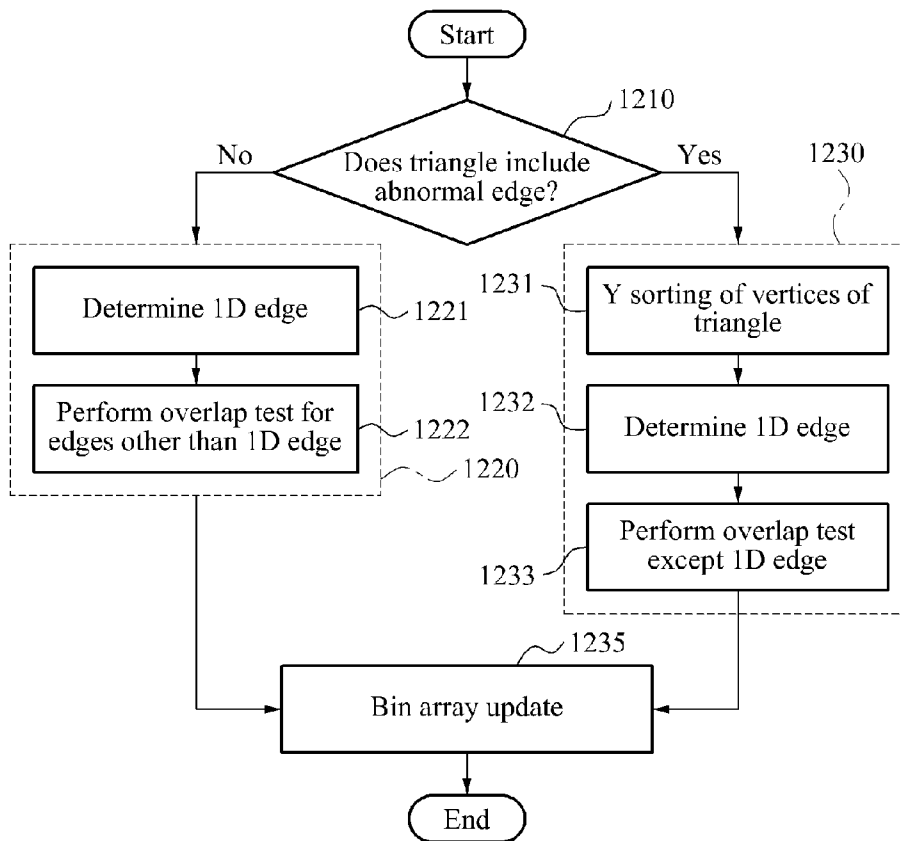 Start
1210
Does triangle include
abnormal edge?
No
Yes
1230
Determine 1D edge
1221
Perform overlap test for
edges other than 1D edge
1222
1220
1231
Y sorting of vertices of
triangle
1232
Determine 1D edge
1233
Perform overlap test
except 1D edge
1235
Bin array update
End